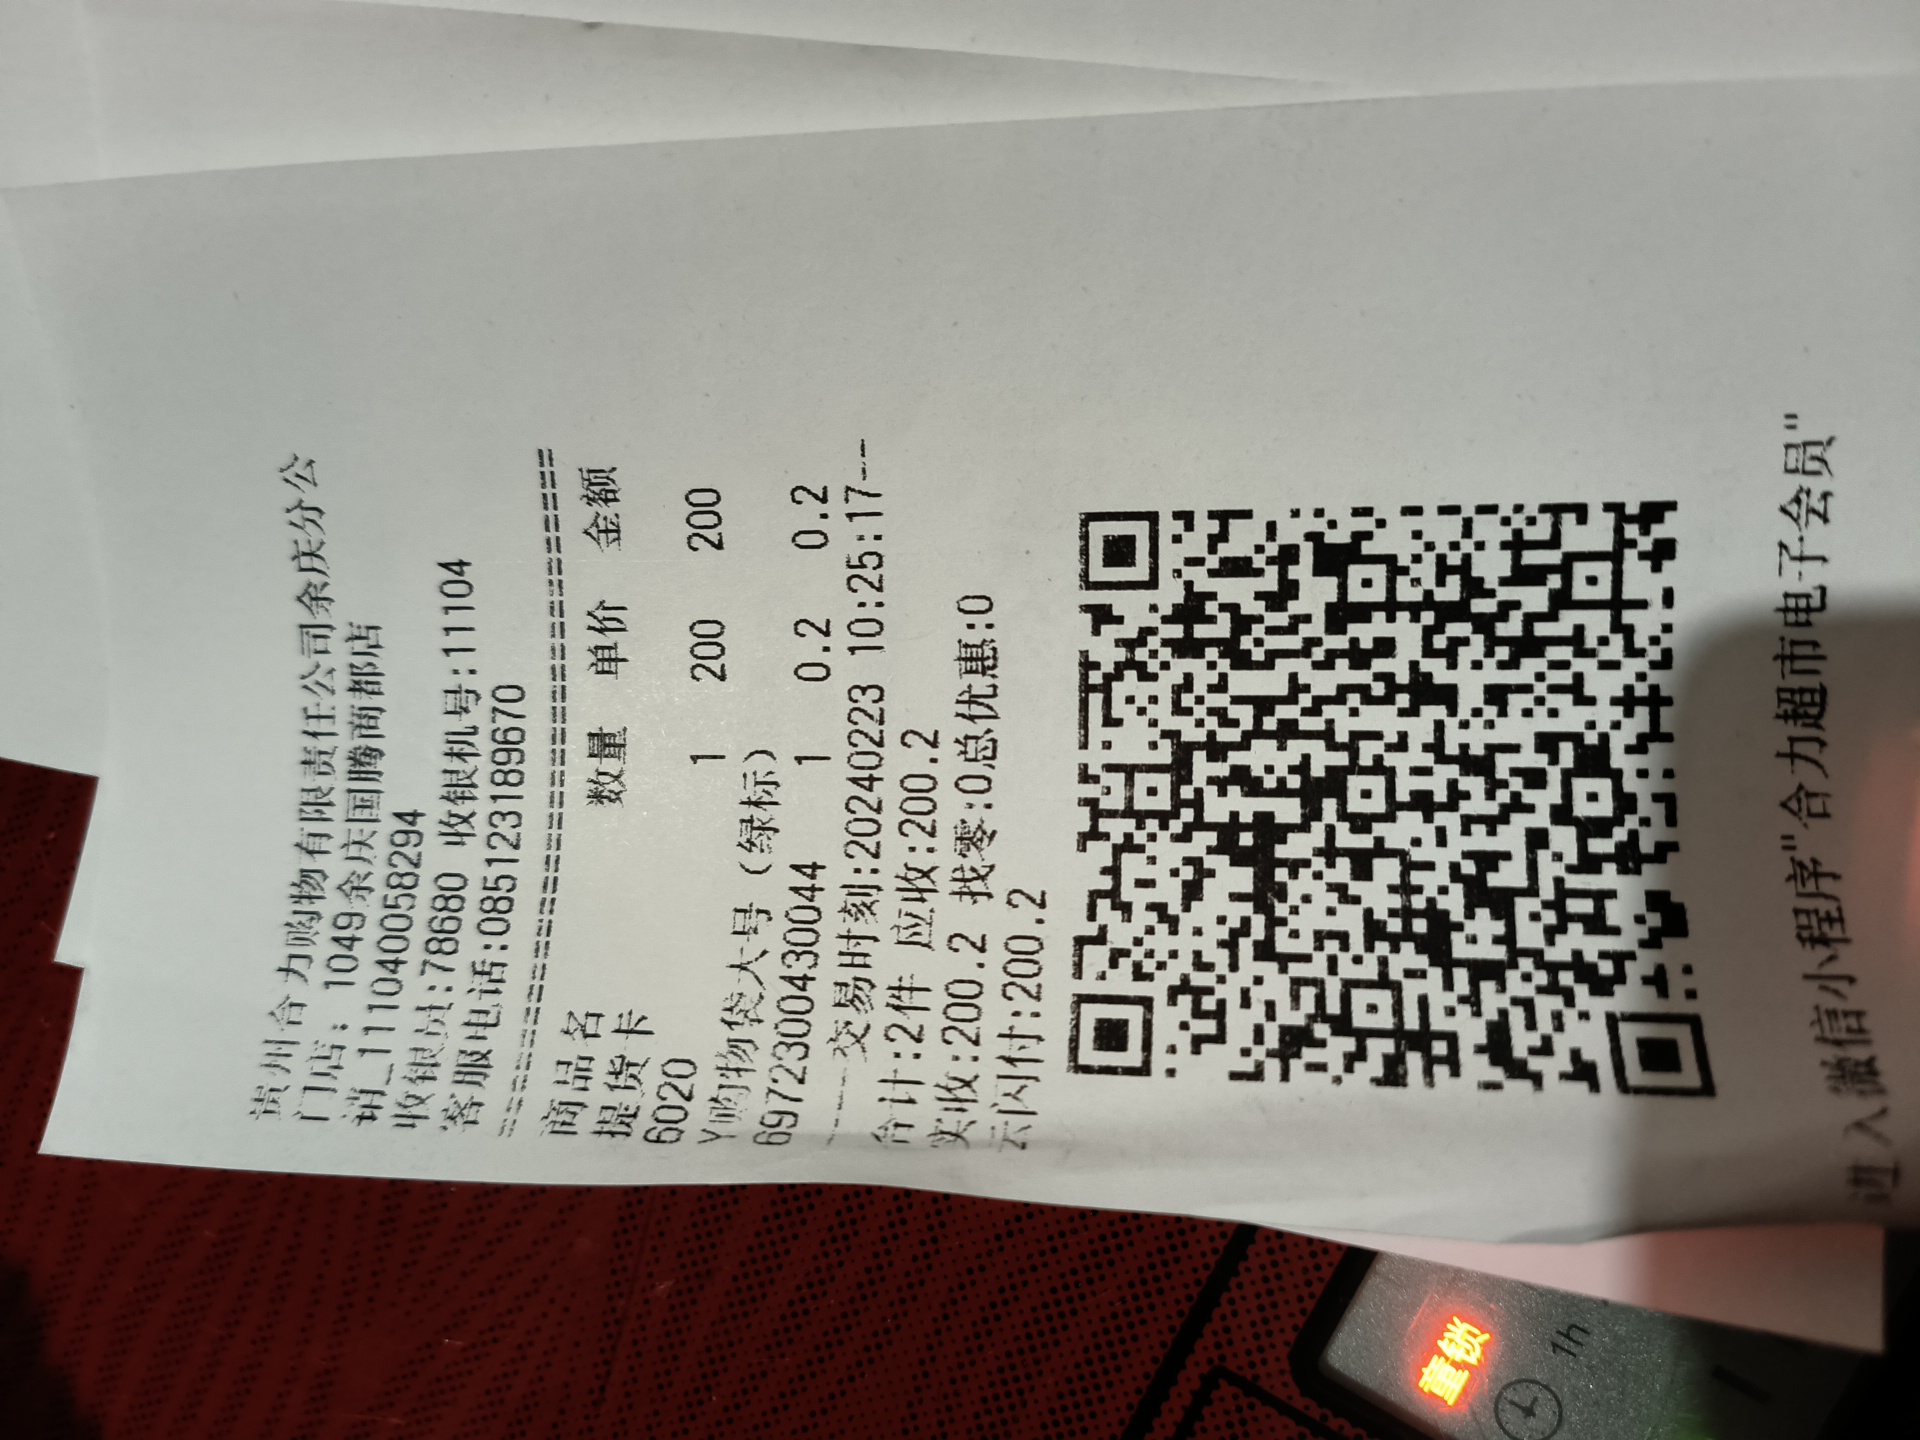 贵州合力购物有限责任公司余庆分公
门店: 1049余庆国腾商都店
销_111040058294
收银员:78680 收银机号:11104
客服电话:085123189670
==========================================
商品名 数量 单价 金额
提货卡
6020 1 200 200
Y购物袋大号（绿标）
6972300430044 1 0.2 0.2
----交易时刻:20240223 10:25:17--
合计:2件 应收:200.2
实收:200.2 找零:0总优惠:0
云闪付:200.2
进入微信小程序"合力超市电子会员"
童锁
1h